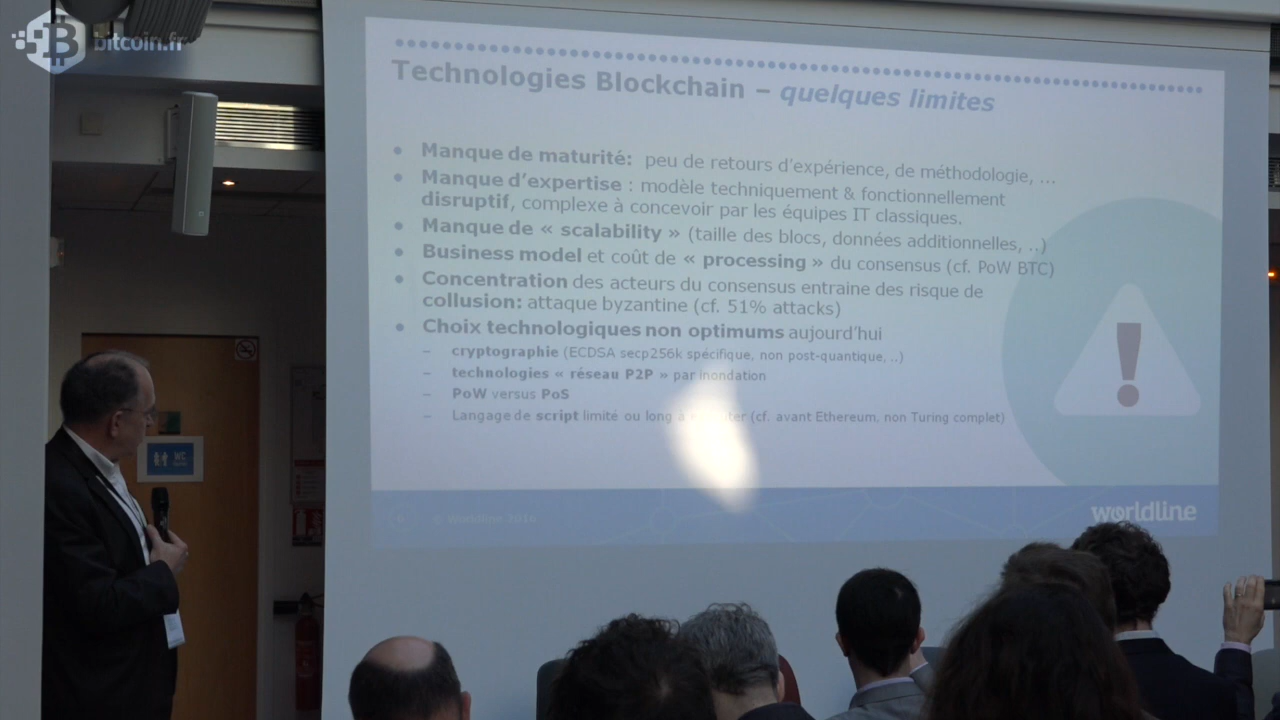 bitcoin.fr
Technologies Blockchain – quelques limites
• Manque de maturité: peu de retours d'expérience, de méthodologie, ...
• Manque d'expertise : modèle techniquement & fonctionnellement
disruptif, complexe à concevoir par les équipes IT classiques.
• Manque de « scalability » (taille des blocs, données additionnelles, ..)
• Business model et coût de « processing » du consensus (cf. PoW BTC)
• Concentration des acteurs du consensus entraine des risque de
collusion: attaque byzantine (cf. 51% attacks)
• Choix technologiques non optimums aujourd'hui
– cryptographie (ECDSA secp256k spécifique, non post-quantique, ..)
– technologies « réseau P2P » par inondation
– PoW versus PoS
– Langage de script limité ou long à (cf. avant Ethereum, non Turing complet)
© Worldline 2016
worldline
WC